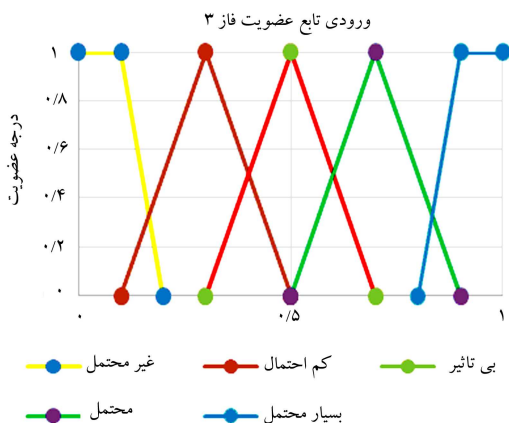 ورودی تابع عضویت فاز ۳
درجه عضویت
۱
۰/۸
۰/۶
۰/۴
۰/۲
۰
۰ ۰/۵ ۱
غیر محتمل کم احتمال بی تاثیر
محتمل بسیار محتمل